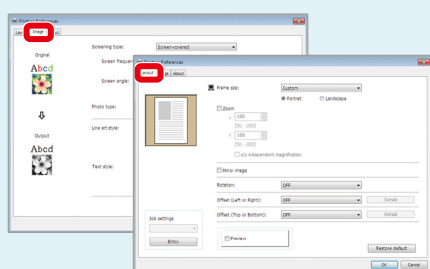 Printing Preferences
Image
Original
Abcd
Output
Abcd
Screening type:
Screen-covered
Screen frequen
Screen angle:
Photo type:
Line art style:
Text style:
Preferences
Layout
About
Frame size:
Custom
Portrait
Landscape
Zoom
x
100
[50 - 200]
Y
100
[50 - 200]
x/y independent magnification
Mirror image
Rotation:
OFF
Offset (Left or Right):
OFF
Details
Offset (Top or Bottom):
OFF
Details
Job settings
Entry
Preview
Restore default
OK
Cancel